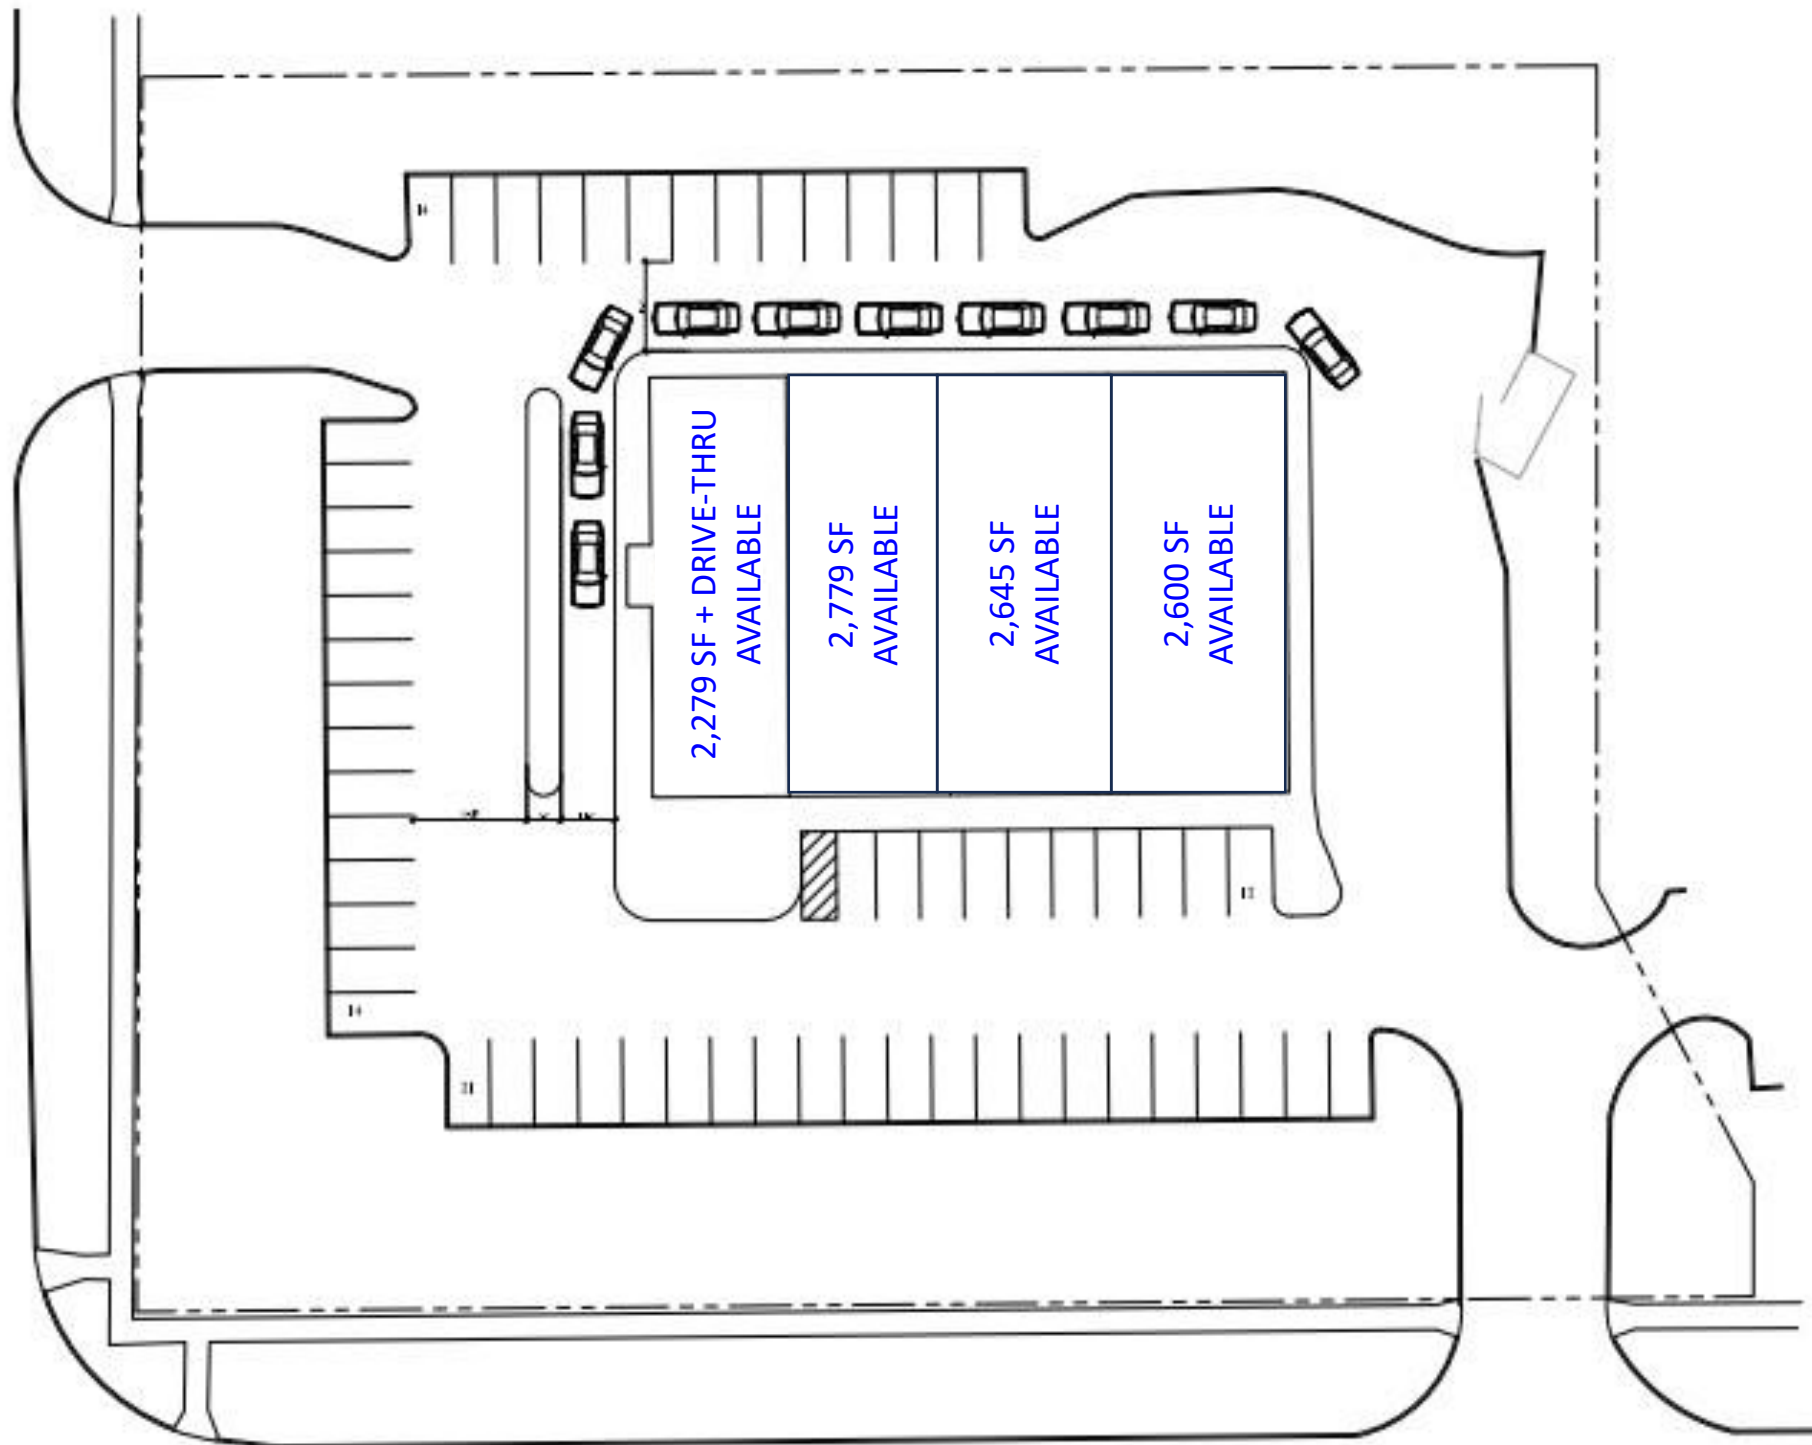 2,279 SF + DRIVE-THRU
AVAILABLE
2,779 SF
AVAILABLE
2,645 SF
AVAILABLE
2,600 SF
AVAILABLE